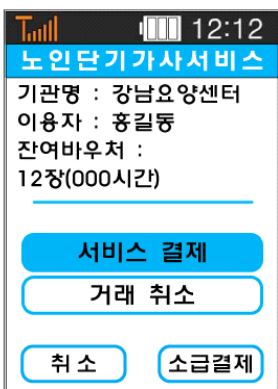 12:12
노인단기가사서비스
기관명 : 강남요양센터
이용자 : 홍길동
잔여바우처 :
12장(000시간)
서비스 결제
거래 취소
취소
소급결제